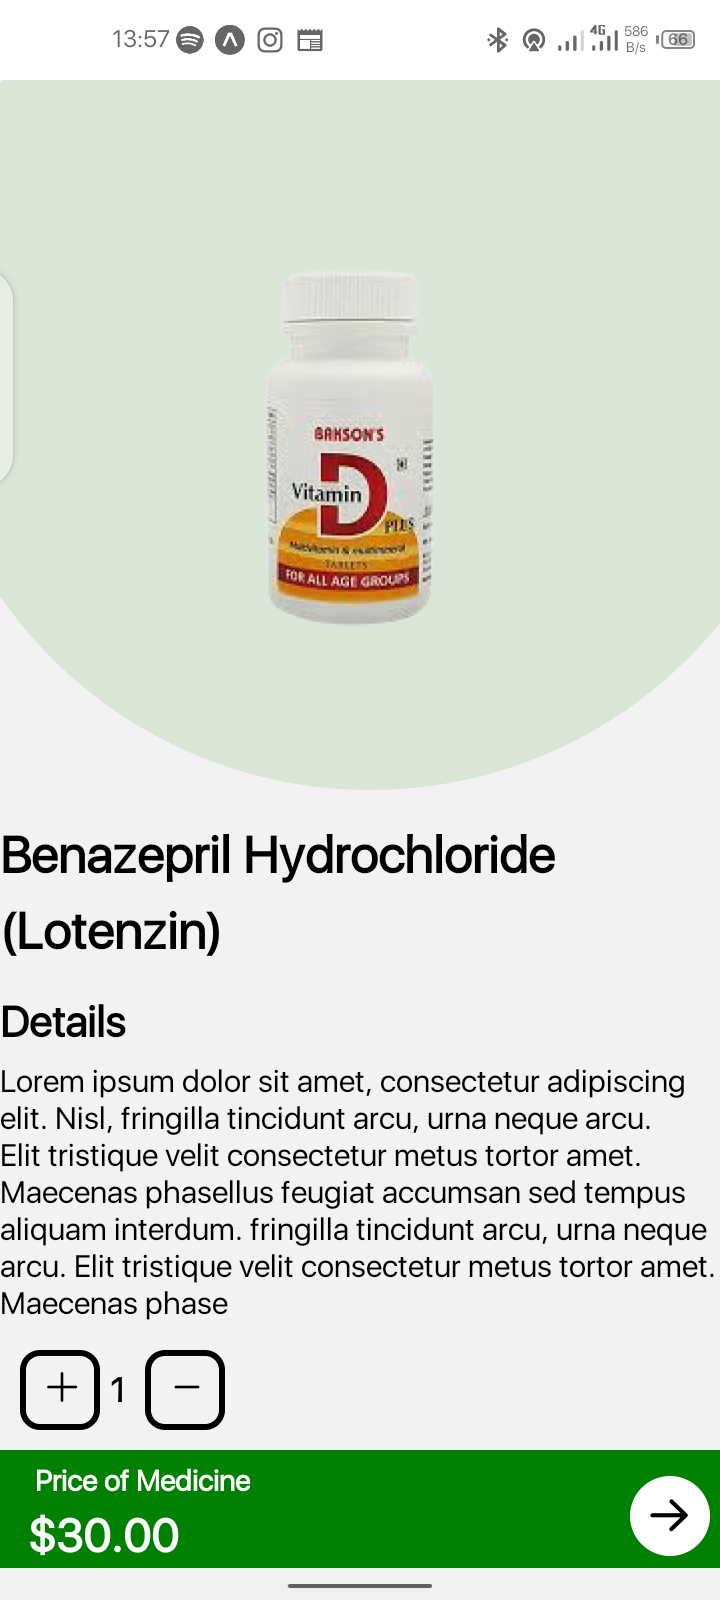 13:57
4G
586
B/s
66
BAKSON'S
Vitamin
D
PLUS
Multivitamin & multimineral
TABLETS
FOR ALL AGE GROUPS
Benazepril Hydrochloride
(Lotenzin)
Details
Lorem ipsum dolor sit amet, consectetur adipiscing
elit. Nisl, fringilla tincidunt arcu, urna neque arcu.
Elit tristique velit consectetur metus tortor amet.
Maecenas phasellus feugiat accumsan sed tempus
aliquam interdum. fringilla tincidunt arcu, urna neque
arcu. Elit tristique velit consectetur metus tortor amet.
Maecenas phase
+ 1 −
Price of Medicine
$30.00